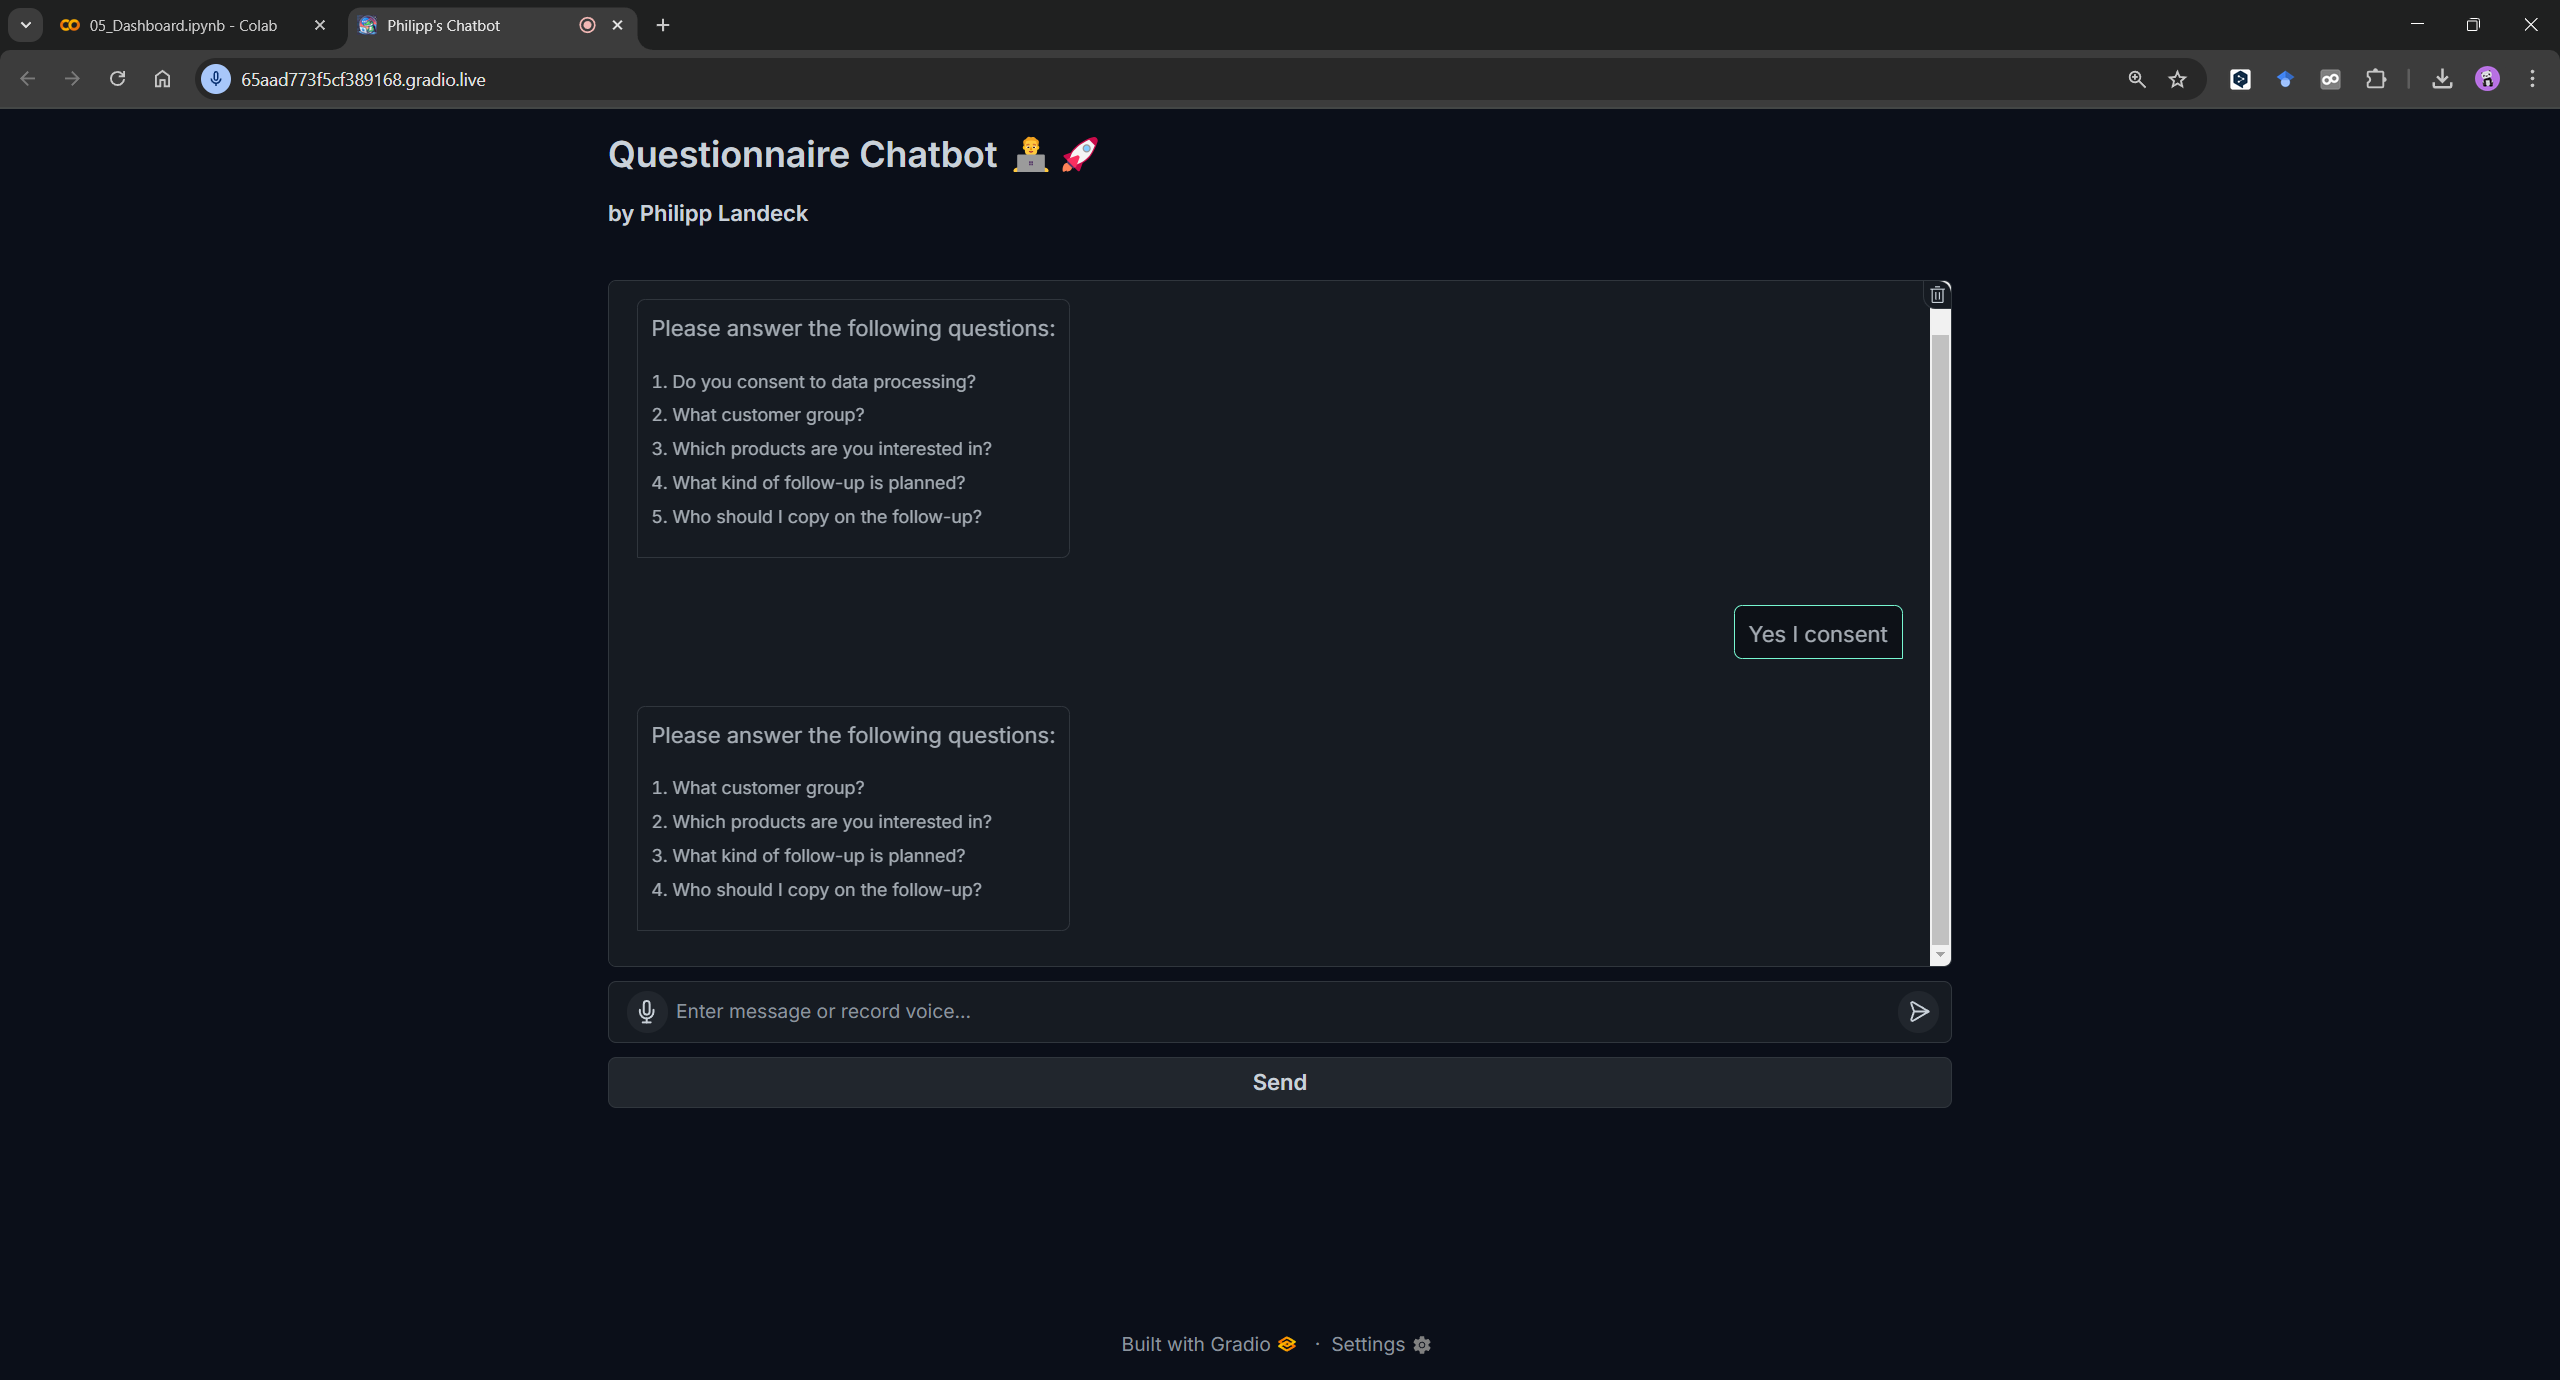 05_Dashboard.ipynb - Colab
Philipp's Chatbot
65aad773f5cf389168.gradio.live
Questionnaire Chatbot 👨‍💻 🚀
by Philipp Landeck
Please answer the following questions:
1. Do you consent to data processing?
2. What customer group?
3. Which products are you interested in?
4. What kind of follow-up is planned?
5. Who should I copy on the follow-up?
Yes I consent
Please answer the following questions:
1. What customer group?
2. Which products are you interested in?
3. What kind of follow-up is planned?
4. Who should I copy on the follow-up?
Enter message or record voice...
Send
Built with Gradio · Settings